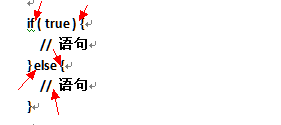 if ( true ) {
// 语句
} else {
// 语句
}